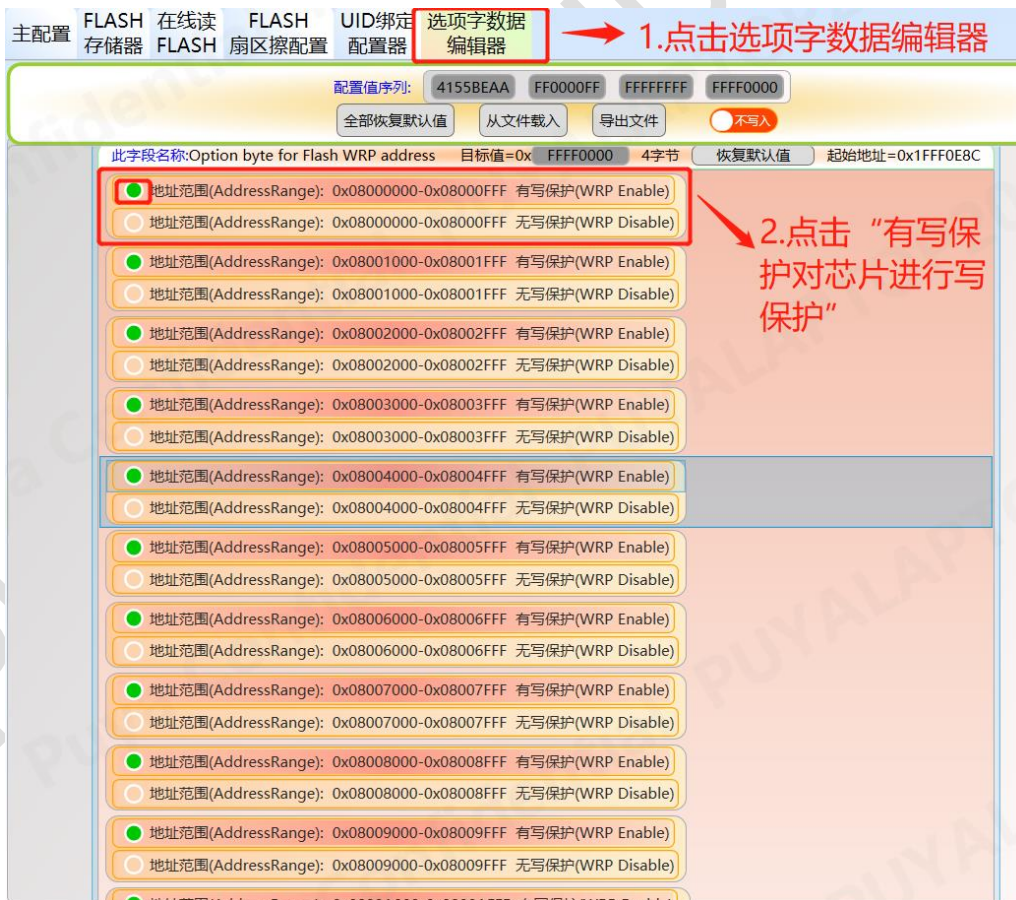 主配置
FLASH
存储器
在线读
FLASH
FLASH
扇区擦配置
UID绑定
配置器
选项字数据
编辑器
1.点击选项字数据编辑器
配置值序列: 4155BEAA FF0000FF FFFFFFFF FFFF0000
全部恢复默认值 从文件载入 导出文件 不写入
此字段名称:Option byte for Flash WRP address 目标值=0x FFFF0000 4字节 恢复默认值 起始地址=0x1FFF0E8C
地址范围(AddressRange): 0x08000000-0x08000FFF 有写保护(WRP Enable)
地址范围(AddressRange): 0x08000000-0x08000FFF 无写保护(WRP Disable)
2.点击“有写保
护对芯片进行写
保护”
地址范围(AddressRange): 0x08001000-0x08001FFF 有写保护(WRP Enable)
地址范围(AddressRange): 0x08001000-0x08001FFF 无写保护(WRP Disable)
地址范围(AddressRange): 0x08002000-0x08002FFF 有写保护(WRP Enable)
地址范围(AddressRange): 0x08002000-0x08002FFF 无写保护(WRP Disable)
地址范围(AddressRange): 0x08003000-0x08003FFF 有写保护(WRP Enable)
地址范围(AddressRange): 0x08003000-0x08003FFF 无写保护(WRP Disable)
地址范围(AddressRange): 0x08004000-0x08004FFF 有写保护(WRP Enable)
地址范围(AddressRange): 0x08004000-0x08004FFF 无写保护(WRP Disable)
地址范围(AddressRange): 0x08005000-0x08005FFF 有写保护(WRP Enable)
地址范围(AddressRange): 0x08005000-0x08005FFF 无写保护(WRP Disable)
地址范围(AddressRange): 0x08006000-0x08006FFF 有写保护(WRP Enable)
地址范围(AddressRange): 0x08006000-0x08006FFF 无写保护(WRP Disable)
地址范围(AddressRange): 0x08007000-0x08007FFF 有写保护(WRP Enable)
地址范围(AddressRange): 0x08007000-0x08007FFF 无写保护(WRP Disable)
地址范围(AddressRange): 0x08008000-0x08008FFF 有写保护(WRP Enable)
地址范围(AddressRange): 0x08008000-0x08008FFF 无写保护(WRP Disable)
地址范围(AddressRange): 0x08009000-0x08009FFF 有写保护(WRP Enable)
地址范围(AddressRange): 0x08009000-0x08009FFF 无写保护(WRP Disable)